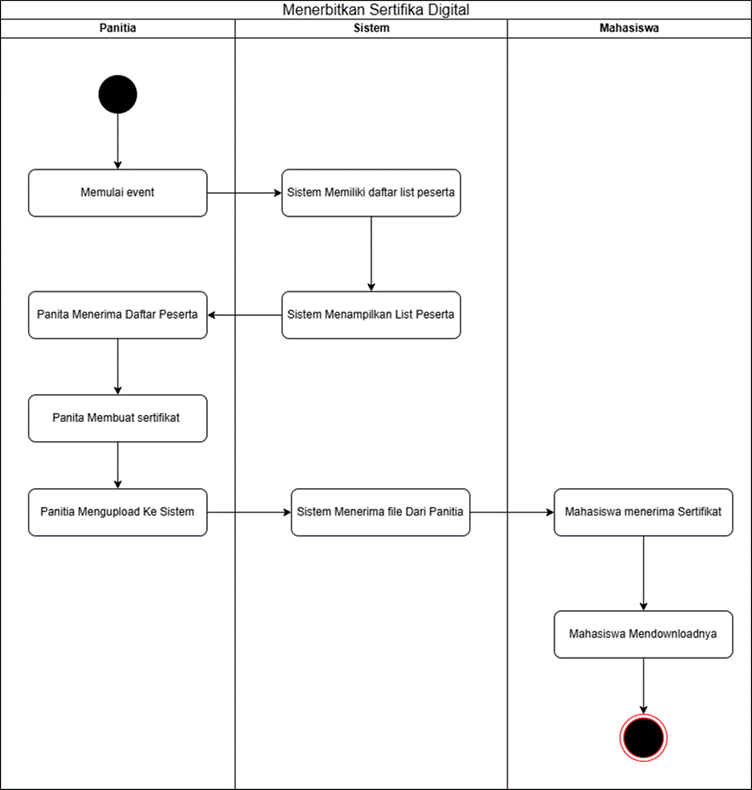 Menerbitkan Sertifika Digital
Panitia
Sistem
Mahasiswa
Memulai event
Sistem Memiliki daftar list peserta
Panita Menerima Daftar Peserta
Sistem Menampilkan List Peserta
Panita Membuat sertifikat
Panitia Mengupload Ke Sistem
Sistem Menerima file Dari Panitia
Mahasiswa menerima Sertifikat
Mahasiswa Mendownloadnya